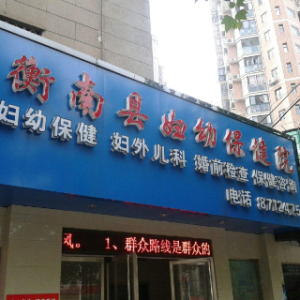 衡南县妇幼保健院
妇幼保健 妇外儿科 婚前检查 保健咨询
电话
风。 1、群众路线是群众的